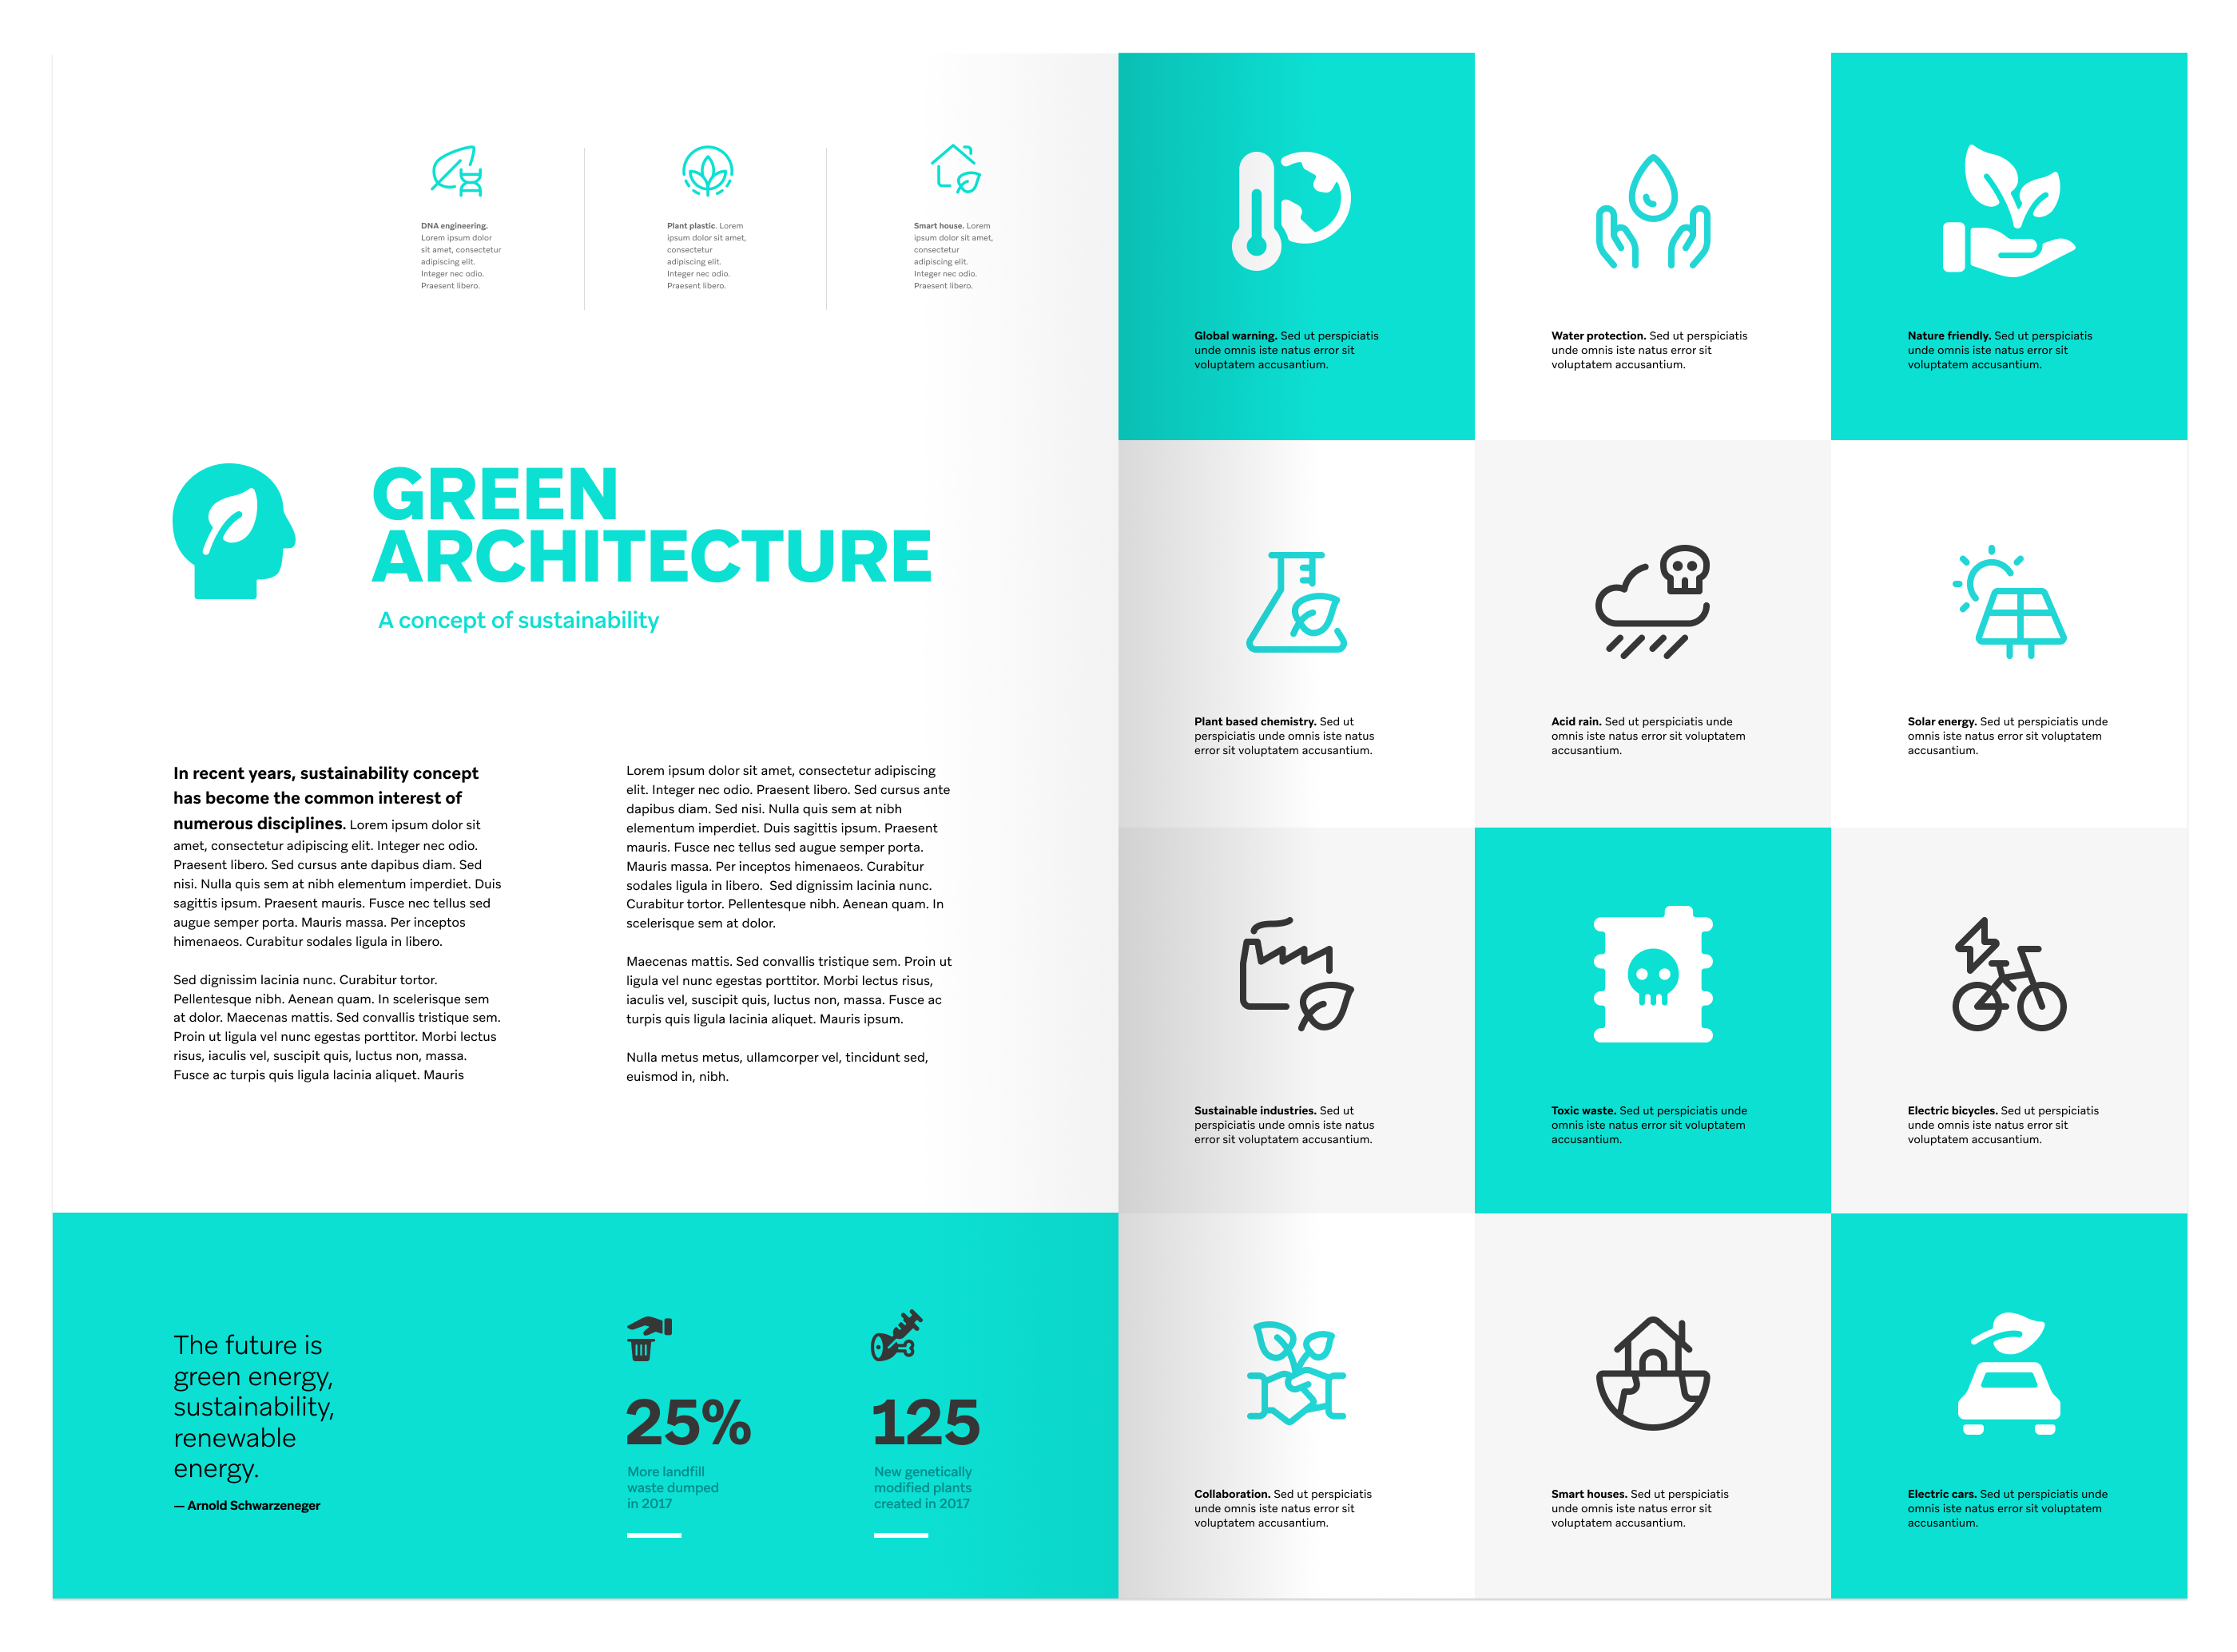 DNA engineering.
Lorem ipsum dolor
sit amet, consectetur
adipiscing elit.
Integer nec odio.
Praesent libero.
Plant plastic. Lorem
ipsum dolor sit amet,
consectetur
adipiscing elit.
Integer nec odio.
Praesent libero.
Smart house. Lorem
ipsum dolor sit amet,
consectetur
adipiscing elit.
Integer nec odio.
Praesent libero.
GREEN
ARCHITECTURE
A concept of sustainability
In recent years, sustainability concept
has become the common interest of
numerous disciplines. Lorem ipsum dolor sit
amet, consectetur adipiscing elit. Integer nec odio.
Praesent libero. Sed cursus ante dapibus diam. Sed
nisi. Nulla quis sem at nibh elementum imperdiet. Duis
sagittis ipsum. Praesent mauris. Fusce nec tellus sed
augue semper porta. Mauris massa. Per inceptos
himenaeos. Curabitur sodales ligula in libero.
Sed dignissim lacinia nunc. Curabitur tortor.
Pellentesque nibh. Aenean quam. In scelerisque sem
at dolor. Maecenas mattis. Sed convallis tristique sem.
Proin ut ligula vel nunc egestas porttitor. Morbi lectus
risus, iaculis vel, suscipit quis, luctus non, massa.
Fusce ac turpis quis ligula lacinia aliquet. Mauris
Lorem ipsum dolor sit amet, consectetur adipiscing
elit. Integer nec odio. Praesent libero. Sed cursus ante
dapibus diam. Sed nisi. Nulla quis sem at nibh
elementum imperdiet. Duis sagittis ipsum. Praesent
mauris. Fusce nec tellus sed augue semper porta.
Mauris massa. Per inceptos himenaeos. Curabitur
sodales ligula in libero.  Sed dignissim lacinia nunc.
Curabitur tortor. Pellentesque nibh. Aenean quam. In
scelerisque sem at dolor.
Maecenas mattis. Sed convallis tristique sem. Proin ut
ligula vel nunc egestas porttitor. Morbi lectus risus,
iaculis vel, suscipit quis, luctus non, massa. Fusce ac
turpis quis ligula lacinia aliquet. Mauris ipsum.
Nulla metus metus, ullamcorper vel, tincidunt sed,
euismod in, nibh.
The future is
green energy,
sustainability,
renewable
energy.
— Arnold Schwarzeneger
25%
More landfill
waste dumped
in 2017
125
New genetically
modified plants
created in 2017
Global warning. Sed ut perspiciatis
unde omnis iste natus error sit
voluptatem accusantium.
Water protection. Sed ut perspiciatis
unde omnis iste natus error sit
voluptatem accusantium.
Nature friendly. Sed ut perspiciatis
unde omnis iste natus error sit
voluptatem accusantium.
Plant based chemistry. Sed ut
perspiciatis unde omnis iste natus
error sit voluptatem accusantium.
Acid rain. Sed ut perspiciatis unde
omnis iste natus error sit voluptatem
accusantium.
Solar energy. Sed ut perspiciatis unde
omnis iste natus error sit voluptatem
accusantium.
Sustainable industries. Sed ut
perspiciatis unde omnis iste natus
error sit voluptatem accusantium.
Toxic waste. Sed ut perspiciatis unde
omnis iste natus error sit voluptatem
accusantium.
Electric bicycles. Sed ut perspiciatis
unde omnis iste natus error sit
voluptatem accusantium.
Collaboration. Sed ut perspiciatis
unde omnis iste natus error sit
voluptatem accusantium.
Smart houses. Sed ut perspiciatis
unde omnis iste natus error sit
voluptatem accusantium.
Electric cars. Sed ut perspiciatis unde
omnis iste natus error sit voluptatem
accusantium.